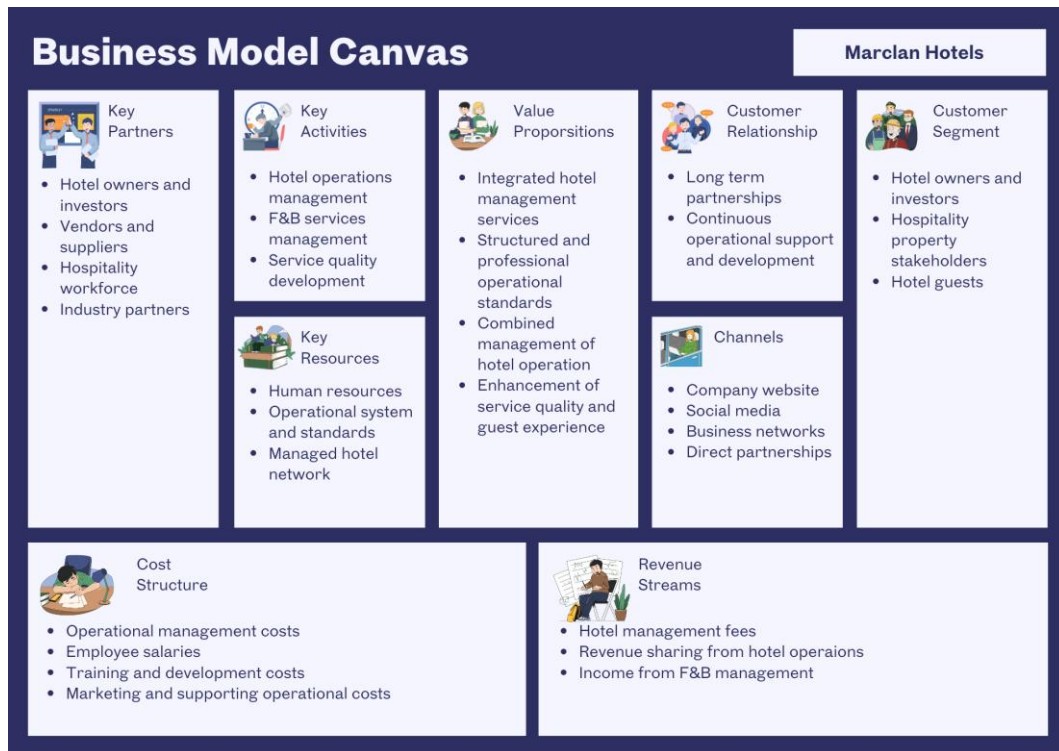 Business Model Canvas
Marclan Hotels
Key
Partners
• Hotel owners and
investors
• Vendors and
suppliers
• Hospitality
workforce
• Industry partners
Key
Activities
• Hotel operations
management
• F&B services
management
• Service quality
development
Key
Resources
• Human resources
• Operational system
and standards
• Managed hotel
network
Value
Proporsitions
• Integrated hotel
management
services
• Structured and
professional
operational
standards
• Combined
management of
hotel operation
• Enhancement of
service quality and
guest experience
Customer
Relationship
• Long term
partnerships
• Continuous
operational support
and development
Channels
• Company website
• Social media
• Business networks
• Direct partnerships
Customer
Segment
• Hotel owners and
investors
• Hospitality
property
stakeholders
• Hotel guests
Cost
Structure
• Operational management costs
• Employee salaries
• Training and development costs
• Marketing and supporting operational costs
Revenue
Streams
• Hotel management fees
• Revenue sharing from hotel operaions
• Income from F&B management